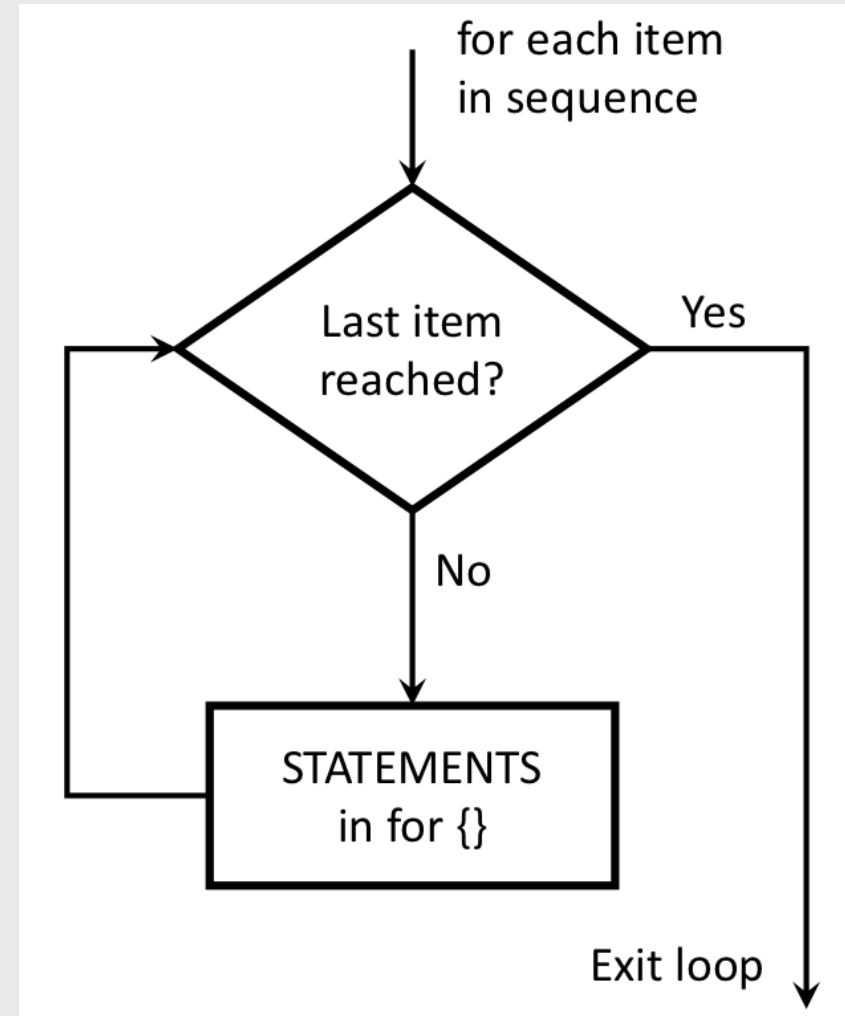 for each item
in sequence
Last item
reached?
Yes
No
STATEMENTS
in for {}
Exit loop